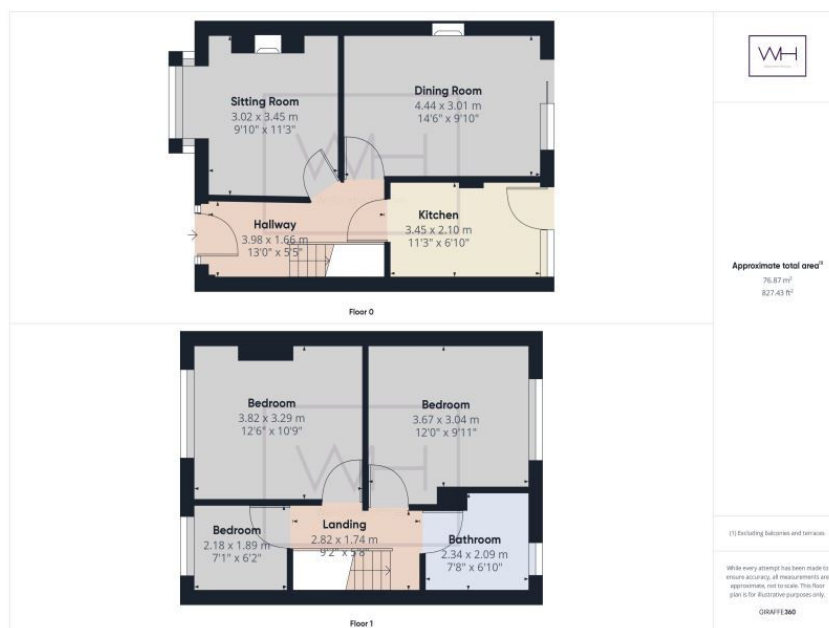 Sitting Room
3.02 x 3.45 m
9'10" x 11'3"
Dining Room
4.44 x 3.01 m
14'6" x 9'10"
Hallway
3.98 x 1.66 m
13'0" x 5'5"
Kitchen
3.45 x 2.10 m
11'3" x 6'10"
WH
Floor 0
Bedroom
3.82 x 3.29 m
12'6" x 10'9"
Bedroom
3.67 x 3.04 m
12'0" x 9'11"
Bedroom
2.18 x 1.89 m
7'1" x 6'2"
Landing
2.82 x 1.74 m
9'2" x 5'8"
Bathroom
2.34 x 2.09 m
7'8" x 6'10"
WH
Floor 1
WH
Approximate total area(1)
76.87 m²
827.43 ft²
(1) Excluding balconies and terraces
While every attempt has been made to
ensure accuracy, all measurements are
approximate, not to scale. This floor
plan is for illustrative purposes only.
GIRAFFE360